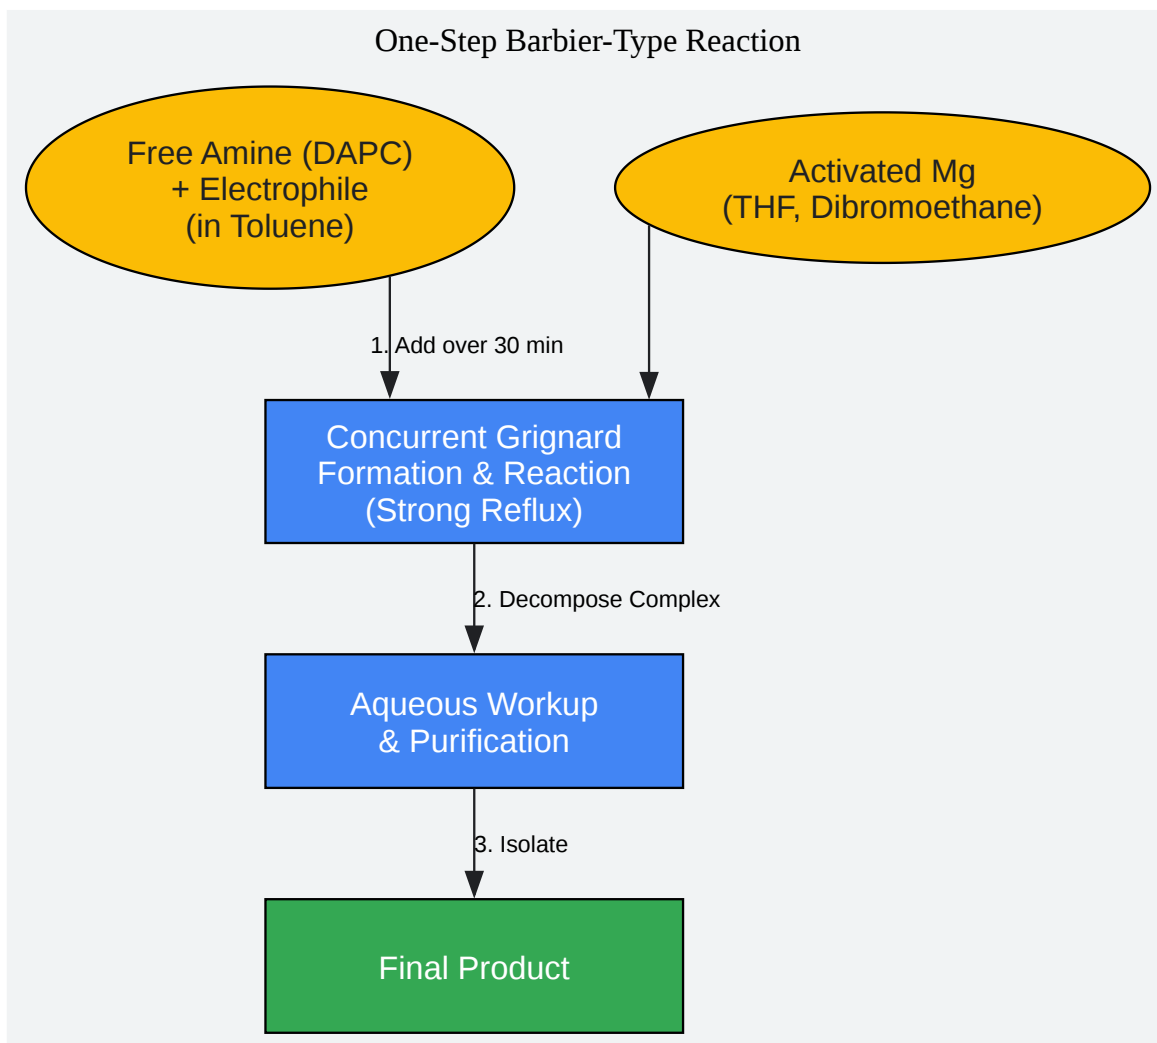 One-Step Barbier-Type Reaction
Free Amine (DAPC)
+ Electrophile
(in Toluene)
Activated Mg
(THF, Dibromoethane)
1. Add over 30 min
Concurrent Grignard
Formation & Reaction
(Strong Reflux)
2. Decompose Complex
Aqueous Workup
& Purification
3. Isolate
Final Product